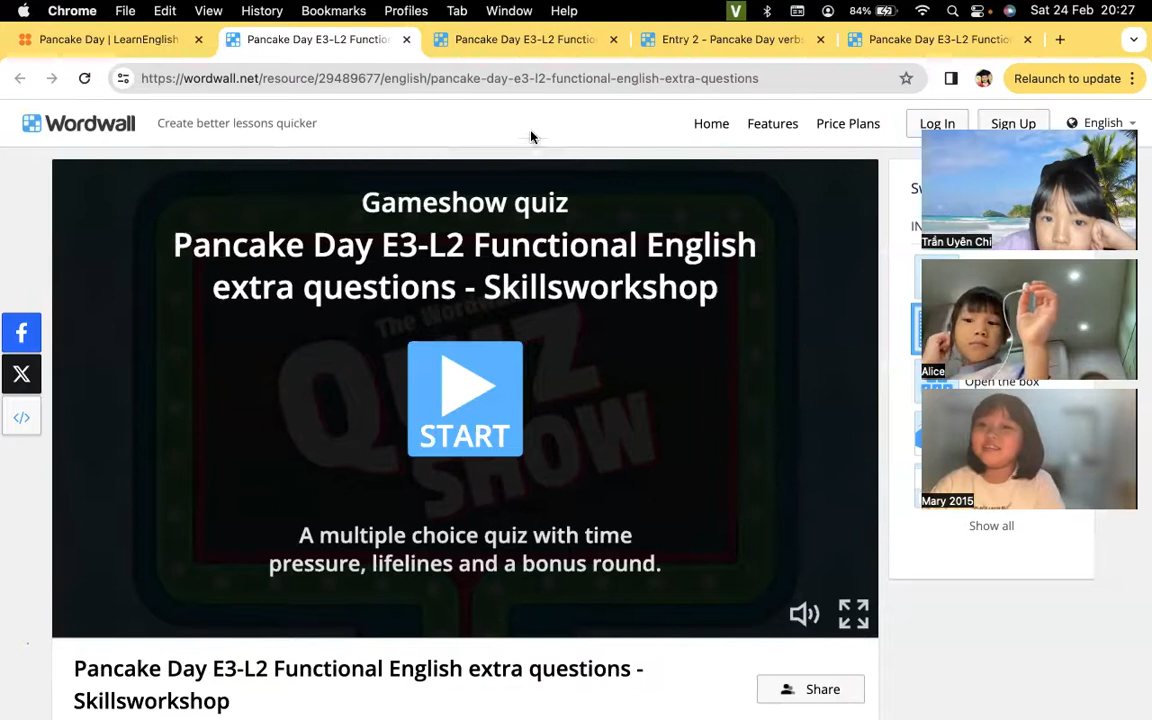 Chrome File Edit View History Bookmarks Profiles Tab Window Help V 84% Sat 24 Feb 20:27
Pancake Day | LearnEnglish
Pancake Day E3-L2 Functio
Pancake Day E3-L2 Functio
Entry 2 - Pancake Day verb
Pancake Day E3-L2 Functio
https://wordwall.net/resource/29489677/english/pancake-day-e3-l2-functional-english-extra-questions
Relaunch to update
Wordwall
Create better lessons quicker
Home Features Price Plans Log In Sign Up English
Gameshow quiz
Pancake Day E3-L2 Functional English
extra questions - Skillsworkshop
The
QUIZ
SHOW
START
A multiple choice quiz with time
pressure, lifelines and a bonus round.
Trần Uyên Chi
Alice
Open the box
Mary 2015
Show all
Pancake Day E3-L2 Functional English extra questions -
Skillsworkshop
Share